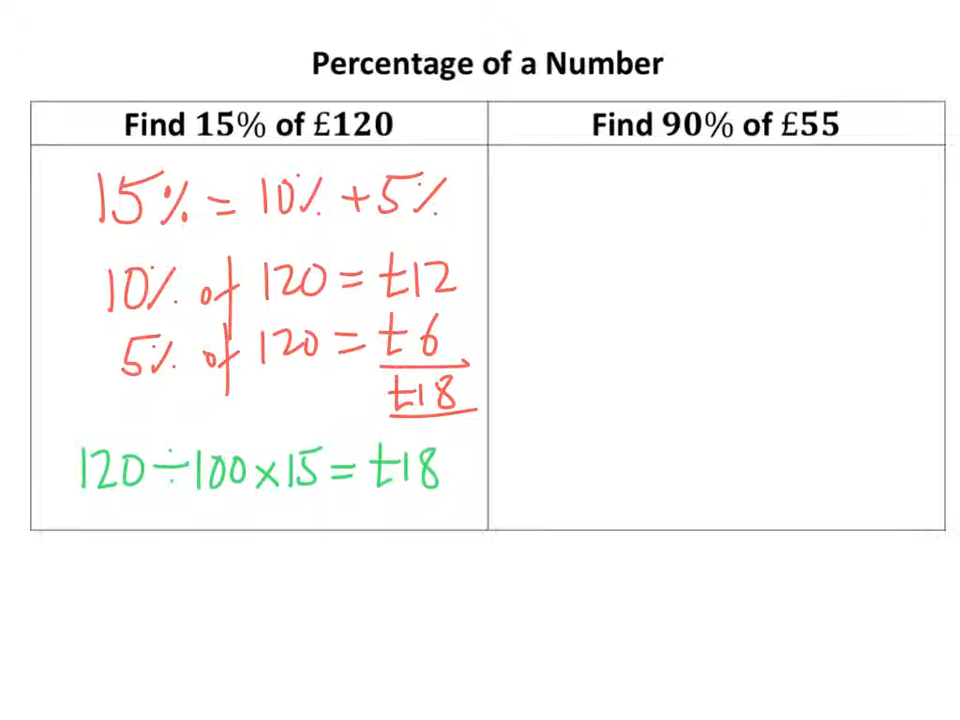 Percentage of a Number
Find 15% of £120
15% = 10% + 5%
10% of 120 = £12
5% of 120 = £6
£18
120 ÷ 100 × 15 = £18
Find 90% of £55